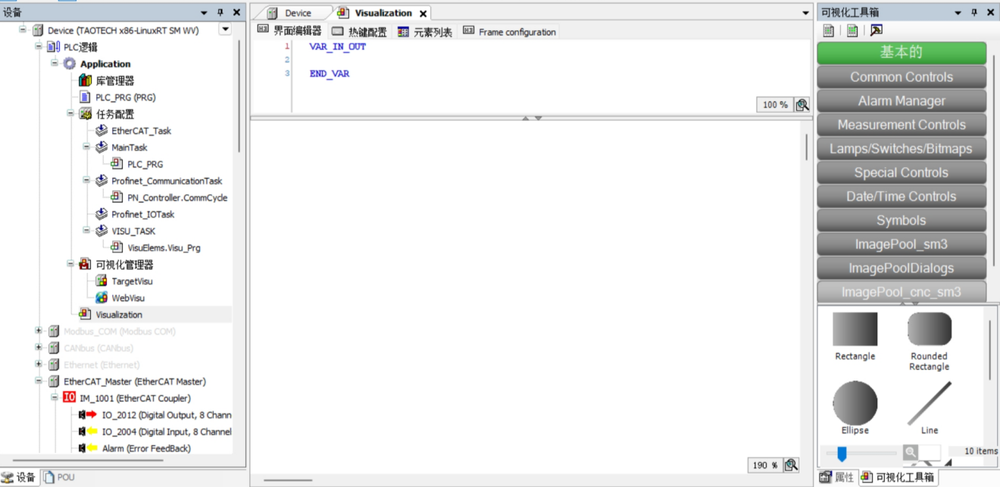 设备
Device (TAOTECH x86-LinuxRT SM WV)
PLC逻辑
Application
库管理器
PLC_PRG (PRG)
任务配置
EtherCAT_Task
MainTask
PLC_PRG
Profinet_CommunicationTask
PN_Controller.CommCycle
Profinet_IOTask
VISU_TASK
VisuElems.Visu_Prg
可视化管理器
TargetVisu
WebVisu
Visualization
Modbus_COM (Modbus COM)
CANbus (CANbus)
Ethernet (Ethernet)
EtherCAT_Master (EtherCAT Master)
IO IM_1001 (EtherCAT Coupler)
IO_2012 (Digital Output, 8 Chann
IO_2004 (Digital Input, 8 Channel
Alarm (Error FeedBack)
设备 POU
Device Visualization
界面编辑器 热键配置 元素列表 Frame configuration
1 VAR_IN_OUT
2
3 END_VAR
100 %
190 %
可视化工具箱
基本的
Common Controls
Alarm Manager
Measurement Controls
Lamps/Switches/Bitmaps
Special Controls
Date/Time Controls
Symbols
ImagePool_sm3
ImagePoolDialogs
ImagePool_cnc_sm3
Rectangle
Rounded
Rectangle
Ellipse
Line
10 items
属性 可视化工具箱